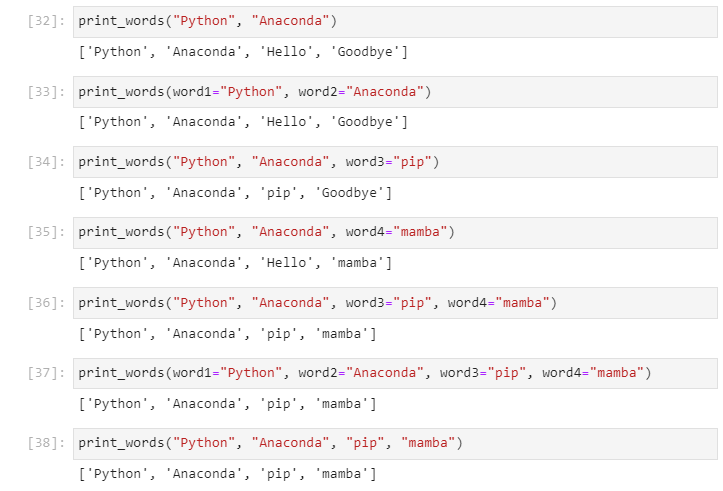 [32]: print_words("Python", "Anaconda")
['Python', 'Anaconda', 'Hello', 'Goodbye']
[33]: print_words(word1="Python", word2="Anaconda")
['Python', 'Anaconda', 'Hello', 'Goodbye']
[34]: print_words("Python", "Anaconda", word3="pip")
['Python', 'Anaconda', 'pip', 'Goodbye']
[35]: print_words("Python", "Anaconda", word4="mamba")
['Python', 'Anaconda', 'Hello', 'mamba']
[36]: print_words("Python", "Anaconda", word3="pip", word4="mamba")
['Python', 'Anaconda', 'pip', 'mamba']
[37]: print_words(word1="Python", word2="Anaconda", word3="pip", word4="mamba")
['Python', 'Anaconda', 'pip', 'mamba']
[38]: print_words("Python", "Anaconda", "pip", "mamba")
['Python', 'Anaconda', 'pip', 'mamba']